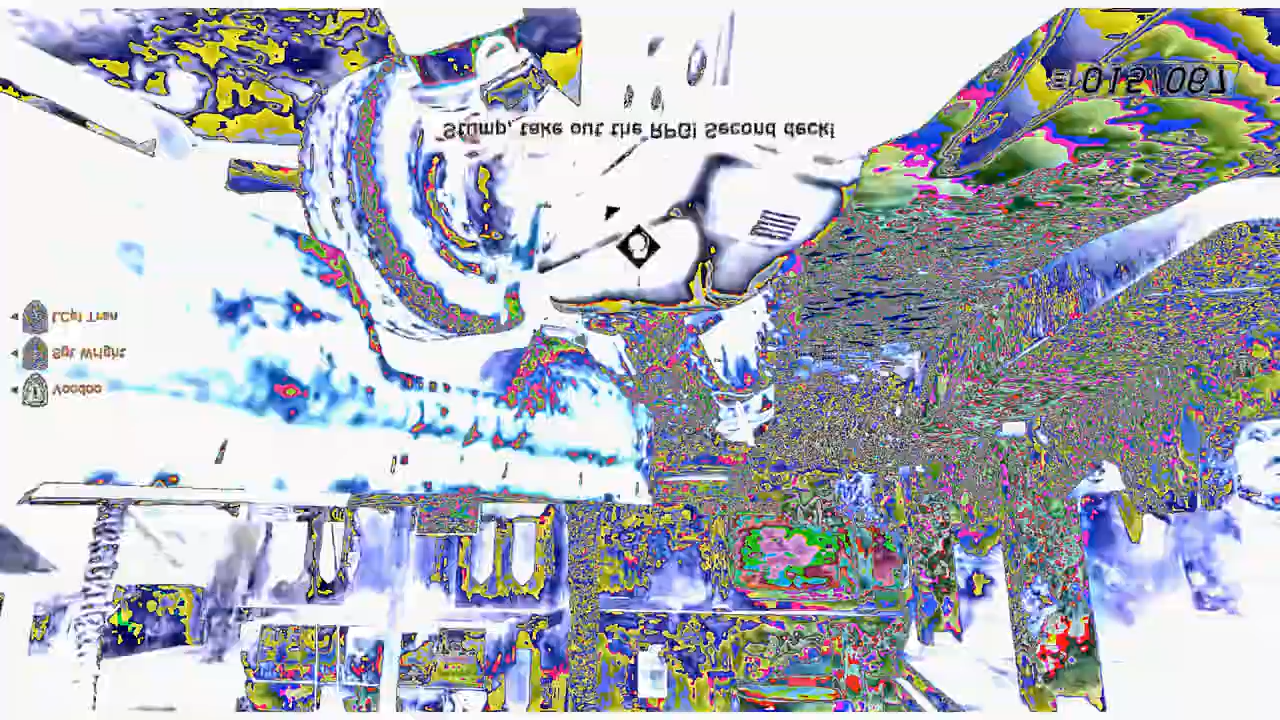 Voodoo
Sgt Wright
LCpl Tran
Stump, take out the RPG! Second deck!